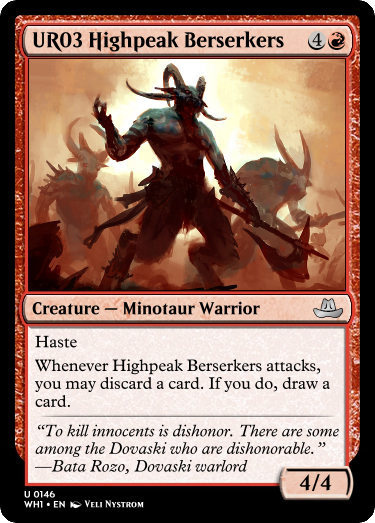 UR03 Highpeak Berserkers 4
Creature — Minotaur Warrior
Haste
Whenever Highpeak Berserkers attacks,
you may discard a card. If you do, draw a
card.
“To kill innocents is dishonor. There are some
among the Dovaski who are dishonorable.”
—Bata Rozo, Dovaski warlord
4/4
U 0146
WH1 • EN Veli Nystrom